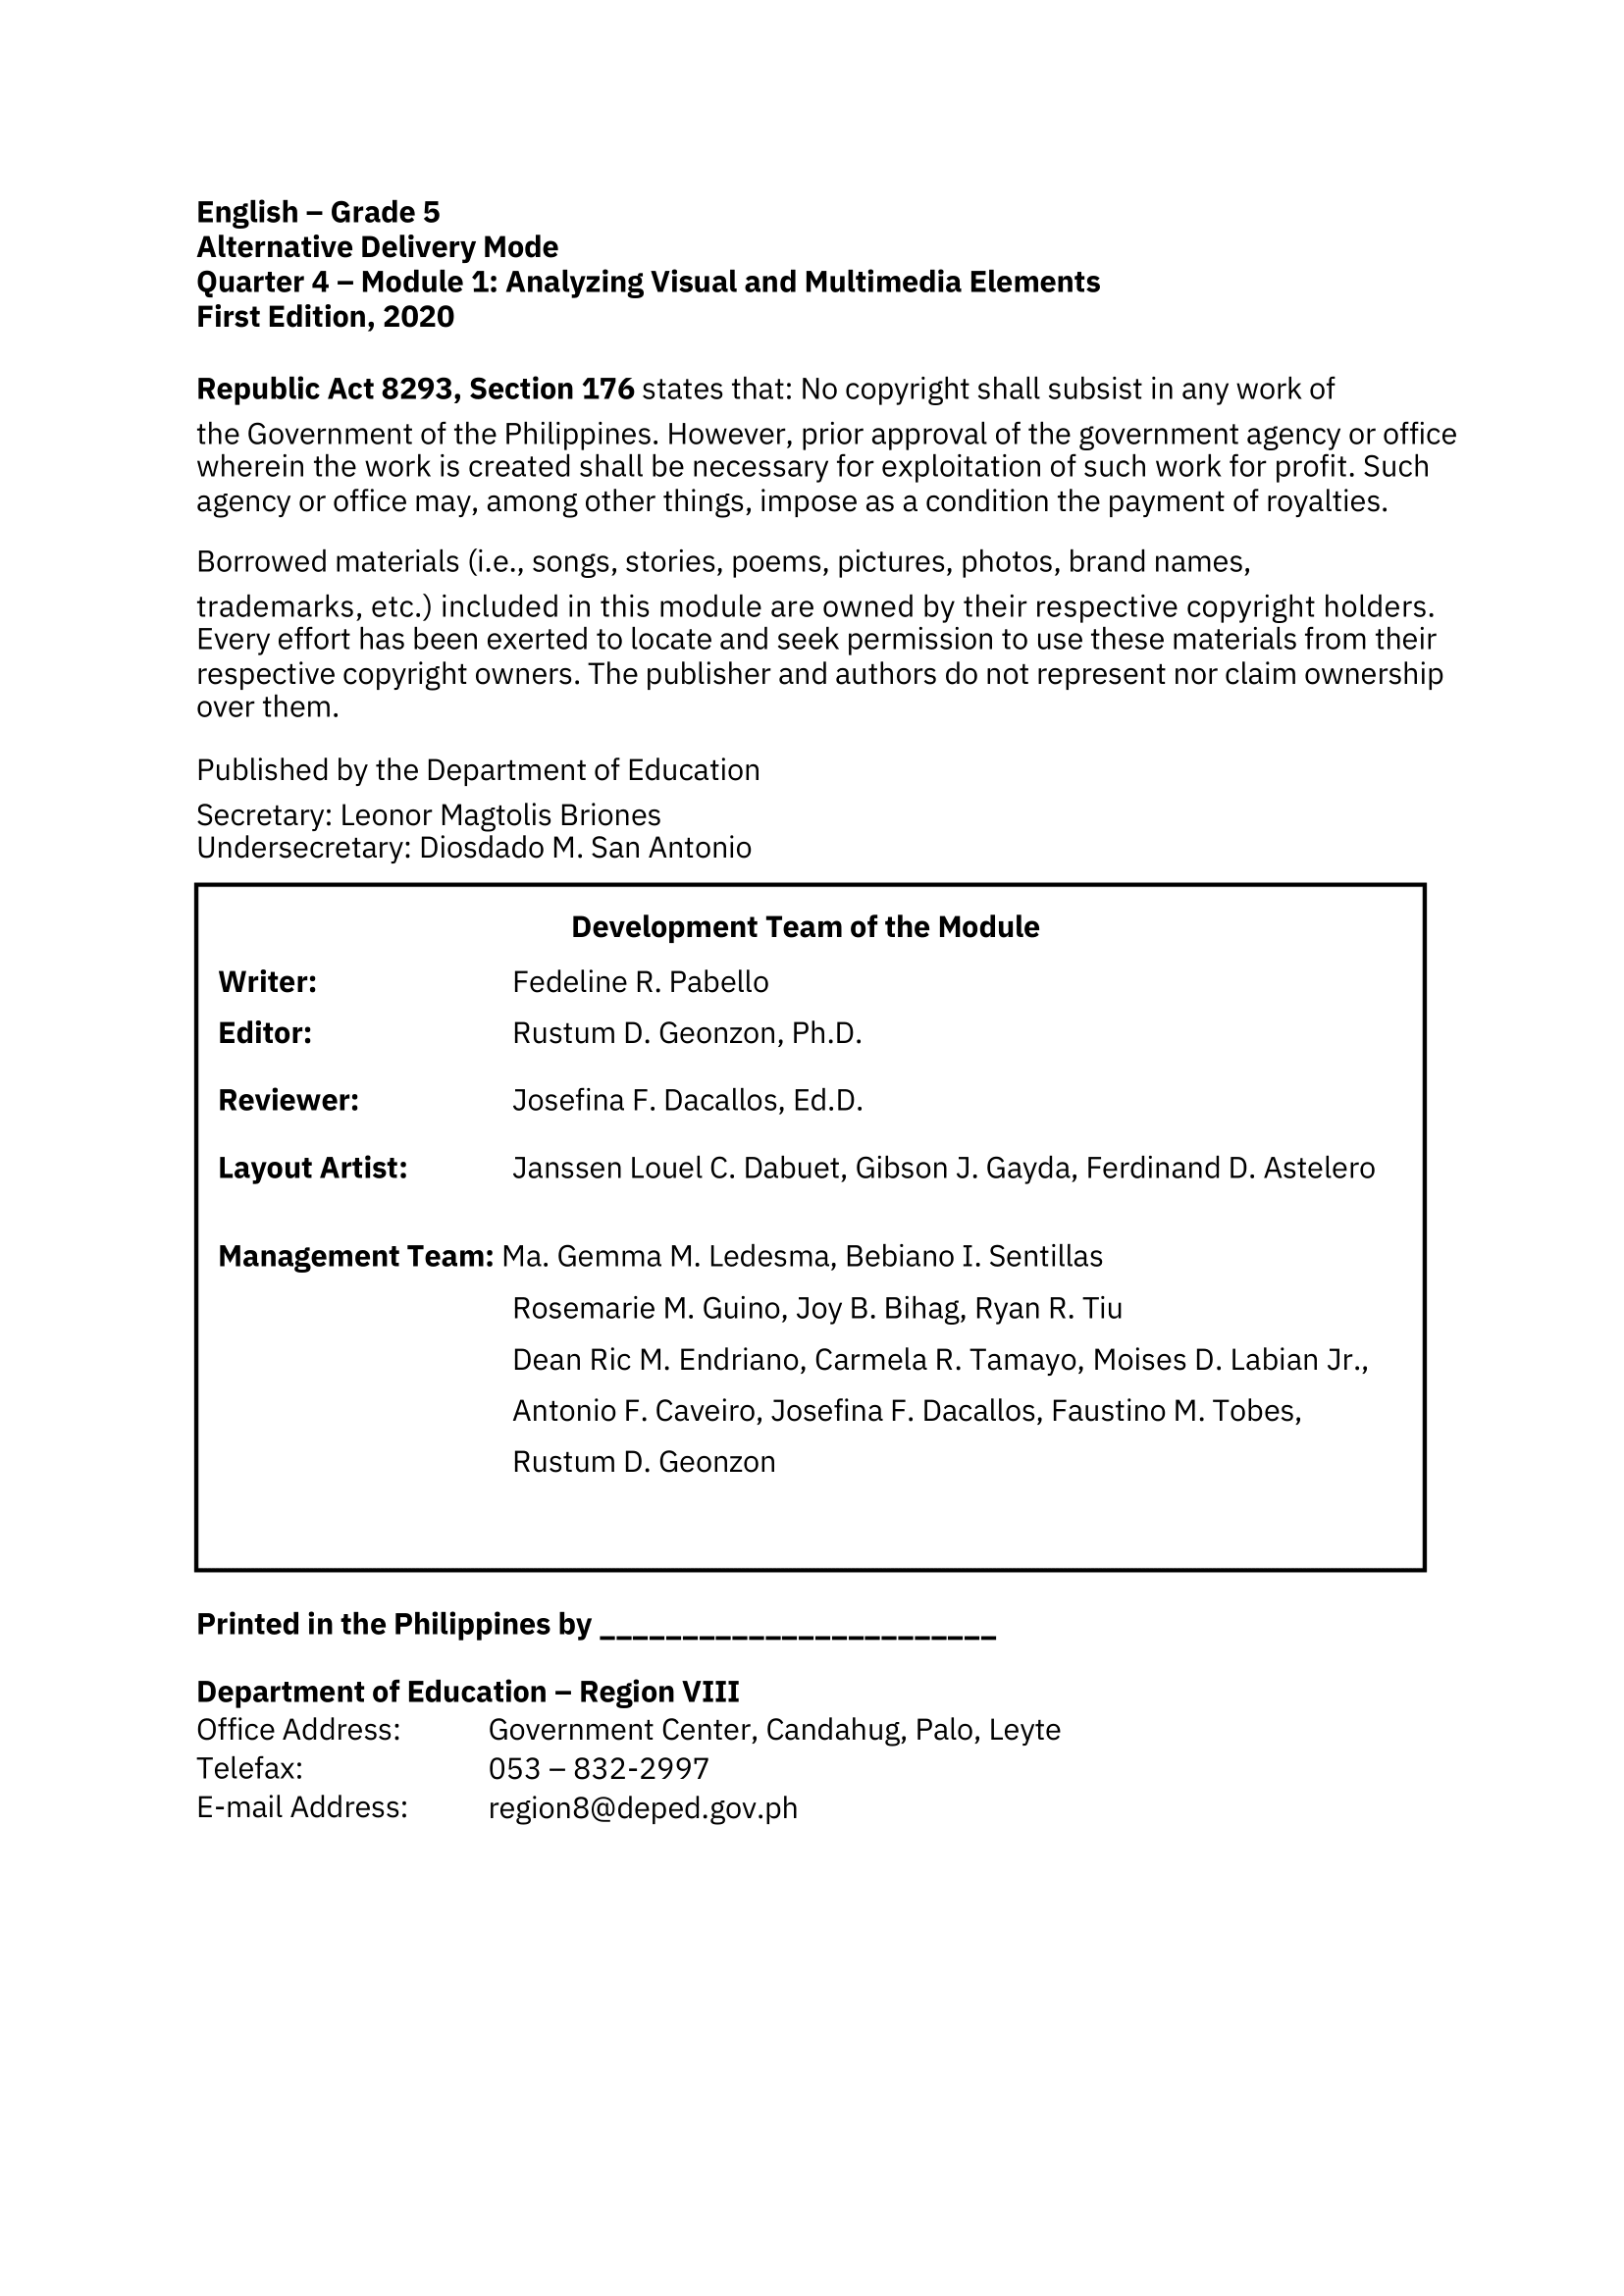 English – Grade 5
Alternative Delivery Mode
Quarter 4 – Module 1: Analyzing Visual and Multimedia Elements
First Edition, 2020
Republic Act 8293, Section 176 states that: No copyright shall subsist in any work of
the Government of the Philippines. However, prior approval of the government agency or office
wherein the work is created shall be necessary for exploitation of such work for profit. Such
agency or office may, among other things, impose as a condition the payment of royalties.
Borrowed materials (i.e., songs, stories, poems, pictures, photos, brand names,
trademarks, etc.) included in this module are owned by their respective copyright holders.
Every effort has been exerted to locate and seek permission to use these materials from their
respective copyright owners. The publisher and authors do not represent nor claim ownership
over them.
Published by the Department of Education
Secretary: Leonor Magtolis Briones
Undersecretary: Diosdado M. San Antonio
Development Team of the Module
Writer: Fedeline R. Pabello
Editor: Rustum D. Geonzon, Ph.D.
Reviewer: Josefina F. Dacallos, Ed.D.
Layout Artist: Janssen Louel C. Dabuet, Gibson J. Gayda, Ferdinand D. Astelero
Management Team: Ma. Gemma M. Ledesma, Bebiano I. Sentillas
Rosemarie M. Guino, Joy B. Bihag, Ryan R. Tiu
Dean Ric M. Endriano, Carmela R. Tamayo, Moises D. Labian Jr.,
Antonio F. Caveiro, Josefina F. Dacallos, Faustino M. Tobes,
Rustum D. Geonzon
Printed in the Philippines by ________________________
Department of Education – Region VIII
Office Address: Government Center, Candahug, Palo, Leyte
Telefax: 053 – 832-2997
E-mail Address: region8@deped.gov.ph